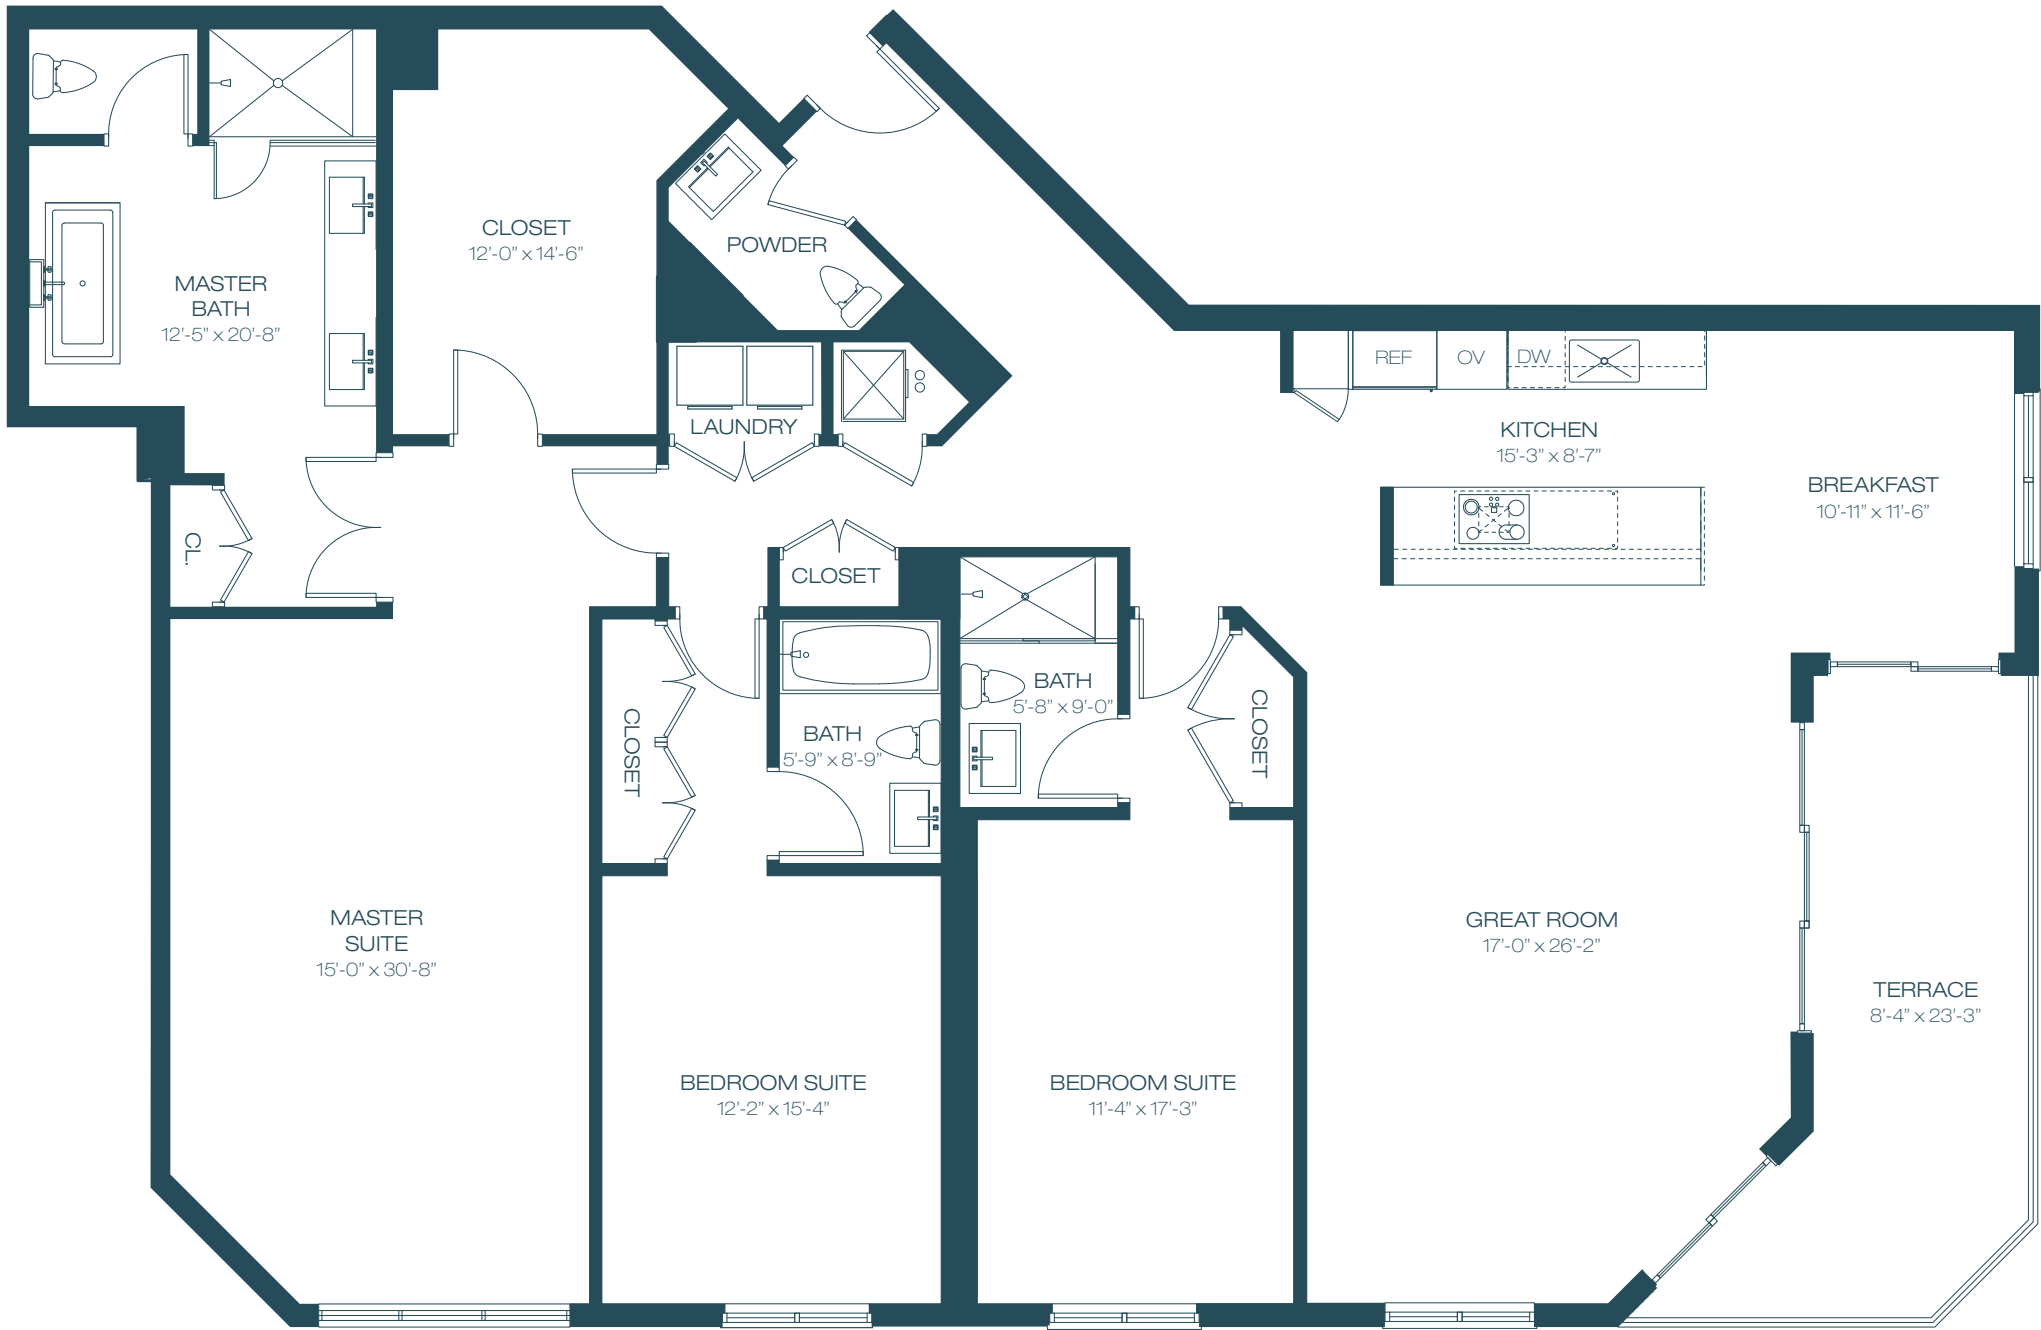 CLOSET
12'-0" x 14'-6"
POWDER
MASTER
BATH
12'-5" x 20'-8"
REF
OV
DW
LAUNDRY
KITCHEN
15'-3" x 8'-7"
BREAKFAST
10'-11" x 11'-6"
CL.
CLOSET
BATH
5'-8" x 9'-0"
CLOSET
CLOSET
BATH
5'-9" x 8'-9"
MASTER
SUITE
15'-0" x 30'-8"
GREAT ROOM
17'-0" x 26'-2"
TERRACE
8'-4" x 23'-3"
BEDROOM SUITE
12'-2" x 15'-4"
BEDROOM SUITE
11'-4" x 17'-3"